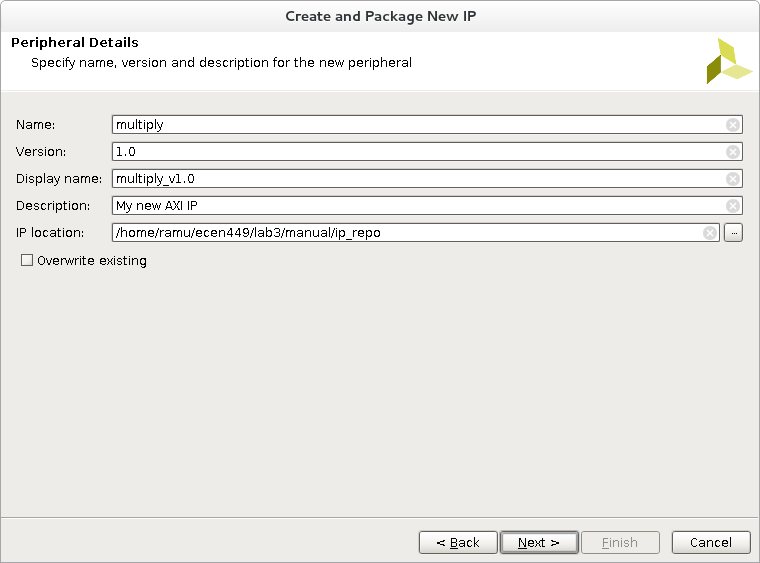 Create and Package New IP
Peripheral Details
Specify name, version and description for the new peripheral
Name: multiply
Version: 1.0
Display name: multiply_v1.0
Description: My new AXI IP
IP location: /home/ramu/ecen449/lab3/manual/ip_repo ...
Overwrite existing
< Back Next > Finish Cancel